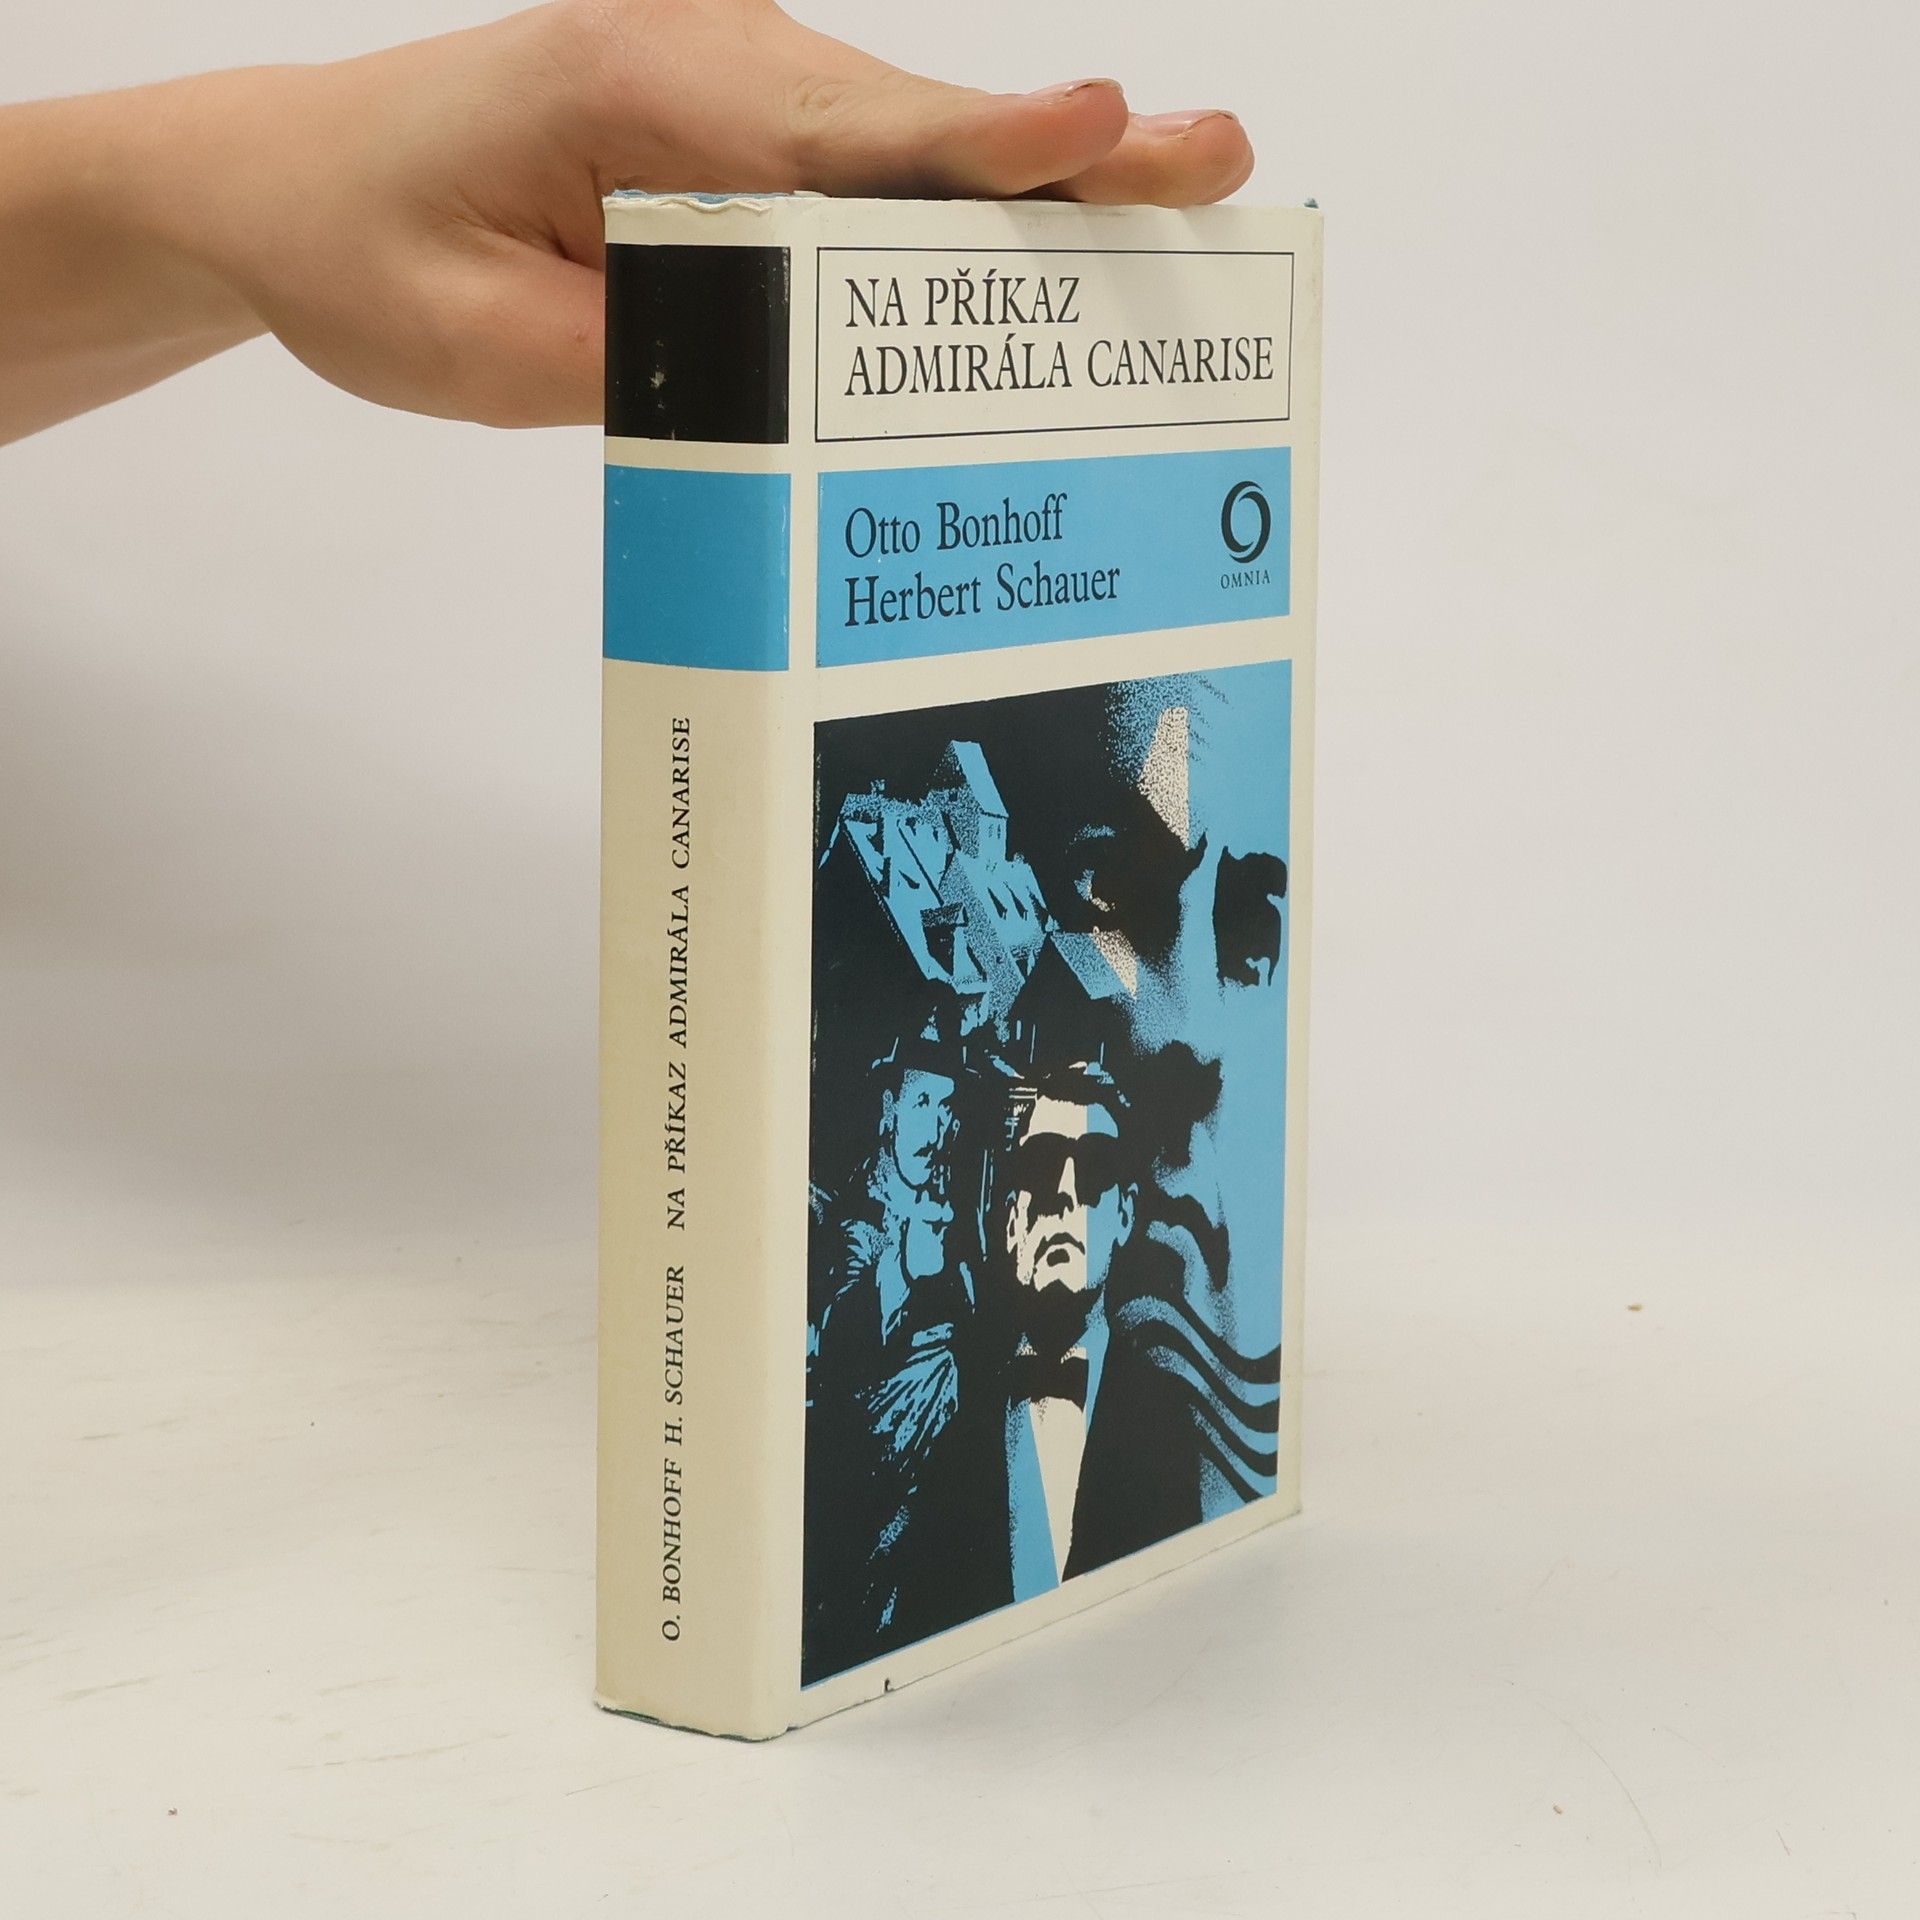 NA PŘÍKAZ
ADMIRÁLA CANARISE
Otto Bonhoff
Herbert Schauer
OMNIA
O. BONHOFF H. SCHAUER NA PŘÍKAZ ADMIRÁLA CANARISE